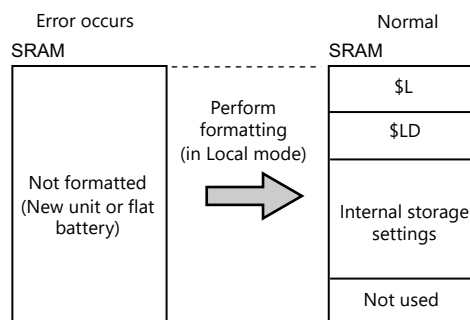 Error occurs
SRAM
Not formatted
(New unit or flat
battery)
Perform
formatting
(in Local mode)
Normal
SRAM
$L
$LD
Internal storage
settings
Not used